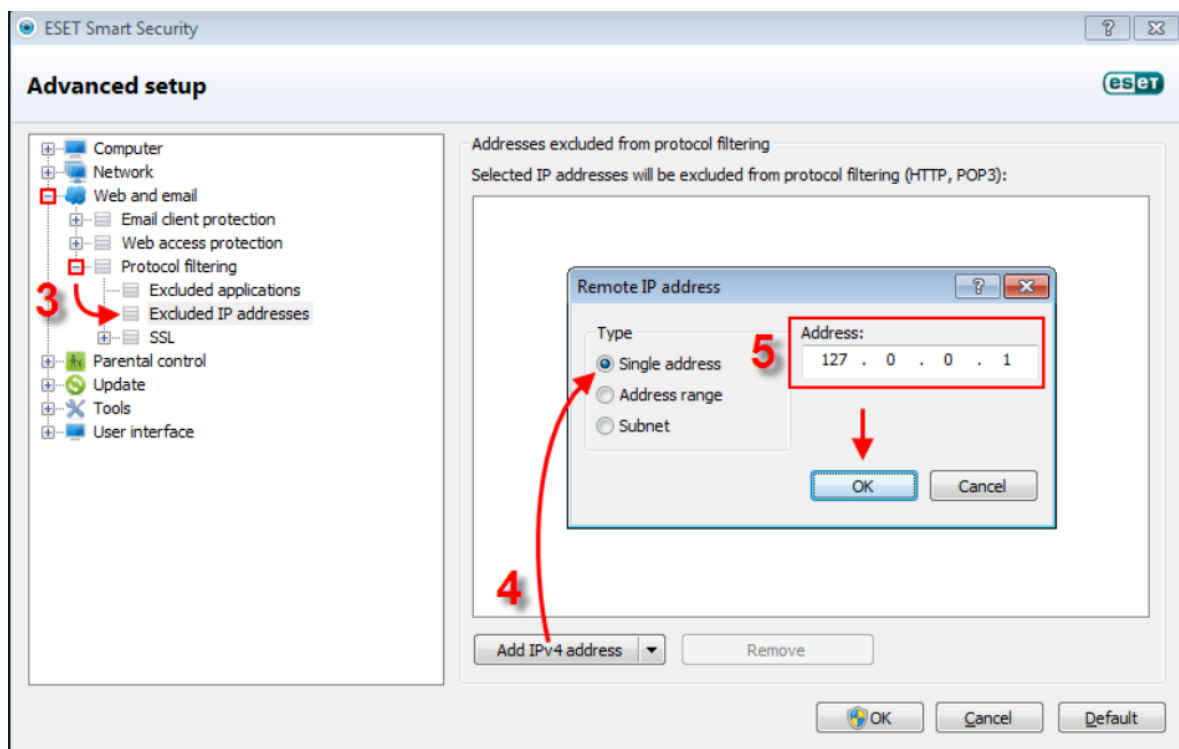 ESET Smart Security
Advanced setup
eseT
Computer
Network
Web and email
Email client protection
Web access protection
Protocol filtering
Excluded applications
Excluded IP addresses
SSL
Parental control
Update
Tools
User interface
3
Addresses excluded from protocol filtering
Selected IP addresses will be excluded from protocol filtering (HTTP, POP3):
Remote IP address
Type
Single address
Address range
Subnet
5
Address:
127 . 0 . 0 . 1
OK
Cancel
4
Add IPv4 address
Remove
OK
Cancel
Default